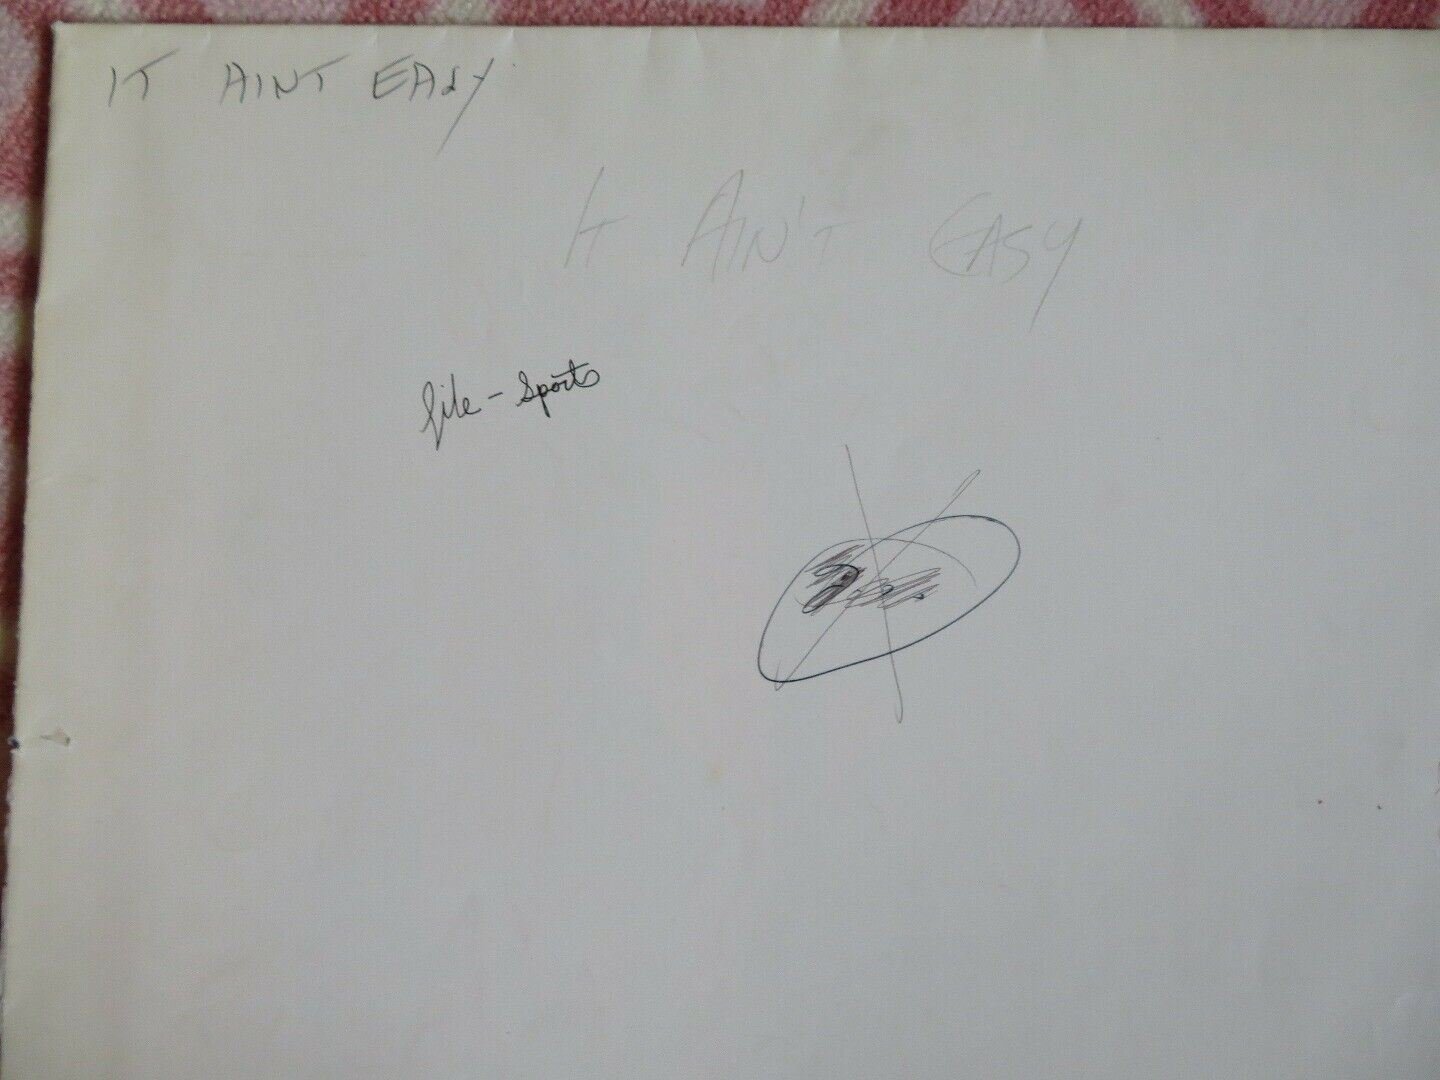 IT AINT EASY
It AIN'T EASY
file - Sports